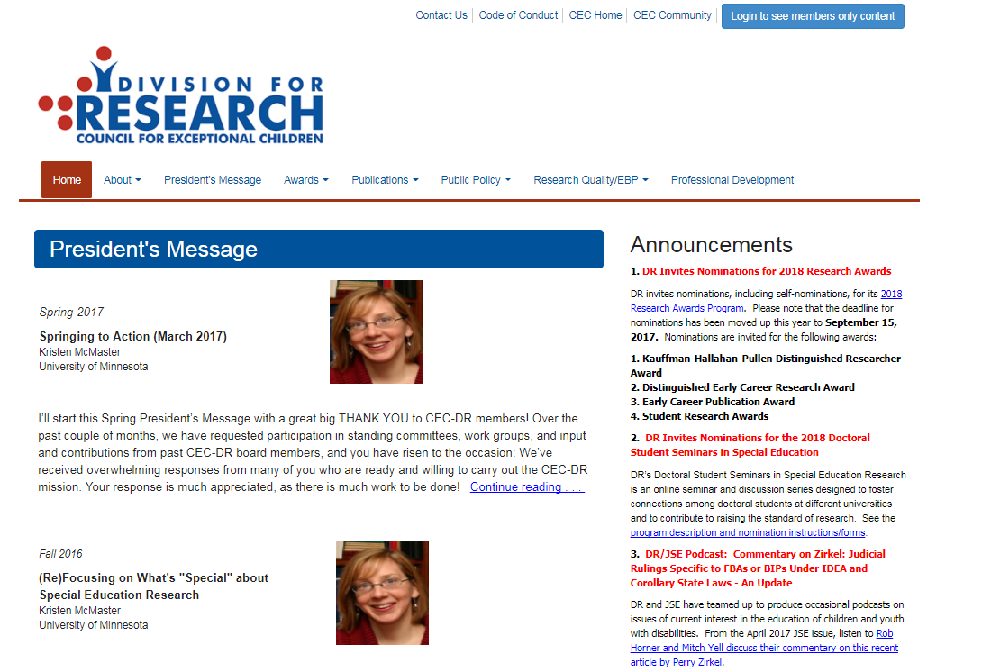 Contact Us
Code of Conduct
CEC Home
CEC Community
Login to see members only content
DIVISION FOR
RESEARCH
COUNCIL FOR EXCEPTIONAL CHILDREN
Home
About
President's Message
Awards
Publications
Public Policy
Research Quality/EBP
Professional Development
President's Message
Spring 2017
Springing to Action (March 2017)
Kristen McMaster
University of Minnesota
I'll start this Spring President's Message with a great big THANK YOU to CEC-DR members! Over the
past couple of months, we have requested participation in standing committees, work groups, and input
and contributions from past CEC-DR board members, and you have risen to the occasion: We've
received overwhelming responses from many of you who are ready and willing to carry out the CEC-DR
mission. Your response is much appreciated, as there is much work to be done!   Continue reading . . .
Fall 2016
(Re)Focusing on What's "Special" about
Special Education Research
Kristen McMaster
University of Minnesota
Announcements
1. DR Invites Nominations for 2018 Research Awards
DR invites nominations, including self-nominations, for its 2018
Research Awards Program.  Please note that the deadline for
nominations has been moved up this year to September 15,
2017.  Nominations are invited for the following awards:
1. Kauffman-Hallahan-Pullen Distinguished Researcher
Award
2. Distinguished Early Career Research Award
3. Early Career Publication Award
4. Student Research Awards
2.  DR Invites Nominations for the 2018 Doctoral
Student Seminars in Special Education
DR's Doctoral Student Seminars in Special Education Research
is an online seminar and discussion series designed to foster
connections among doctoral students at different universities
and to contribute to raising the standard of research.  See the
program description and nomination instructions/forms.
3.  DR/JSE Podcast:  Commentary on Zirkel: Judicial
Rulings Specific to FBAs or BIPs Under IDEA and
Corollary State Laws - An Update
DR and JSE have teamed up to produce occasional podcasts on
issues of current interest in the education of children and youth
with disabilities.  From the April 2017 JSE issue, listen to Rob
Horner and Mitch Yell discuss their commentary on this recent
article by Perry Zirkel.